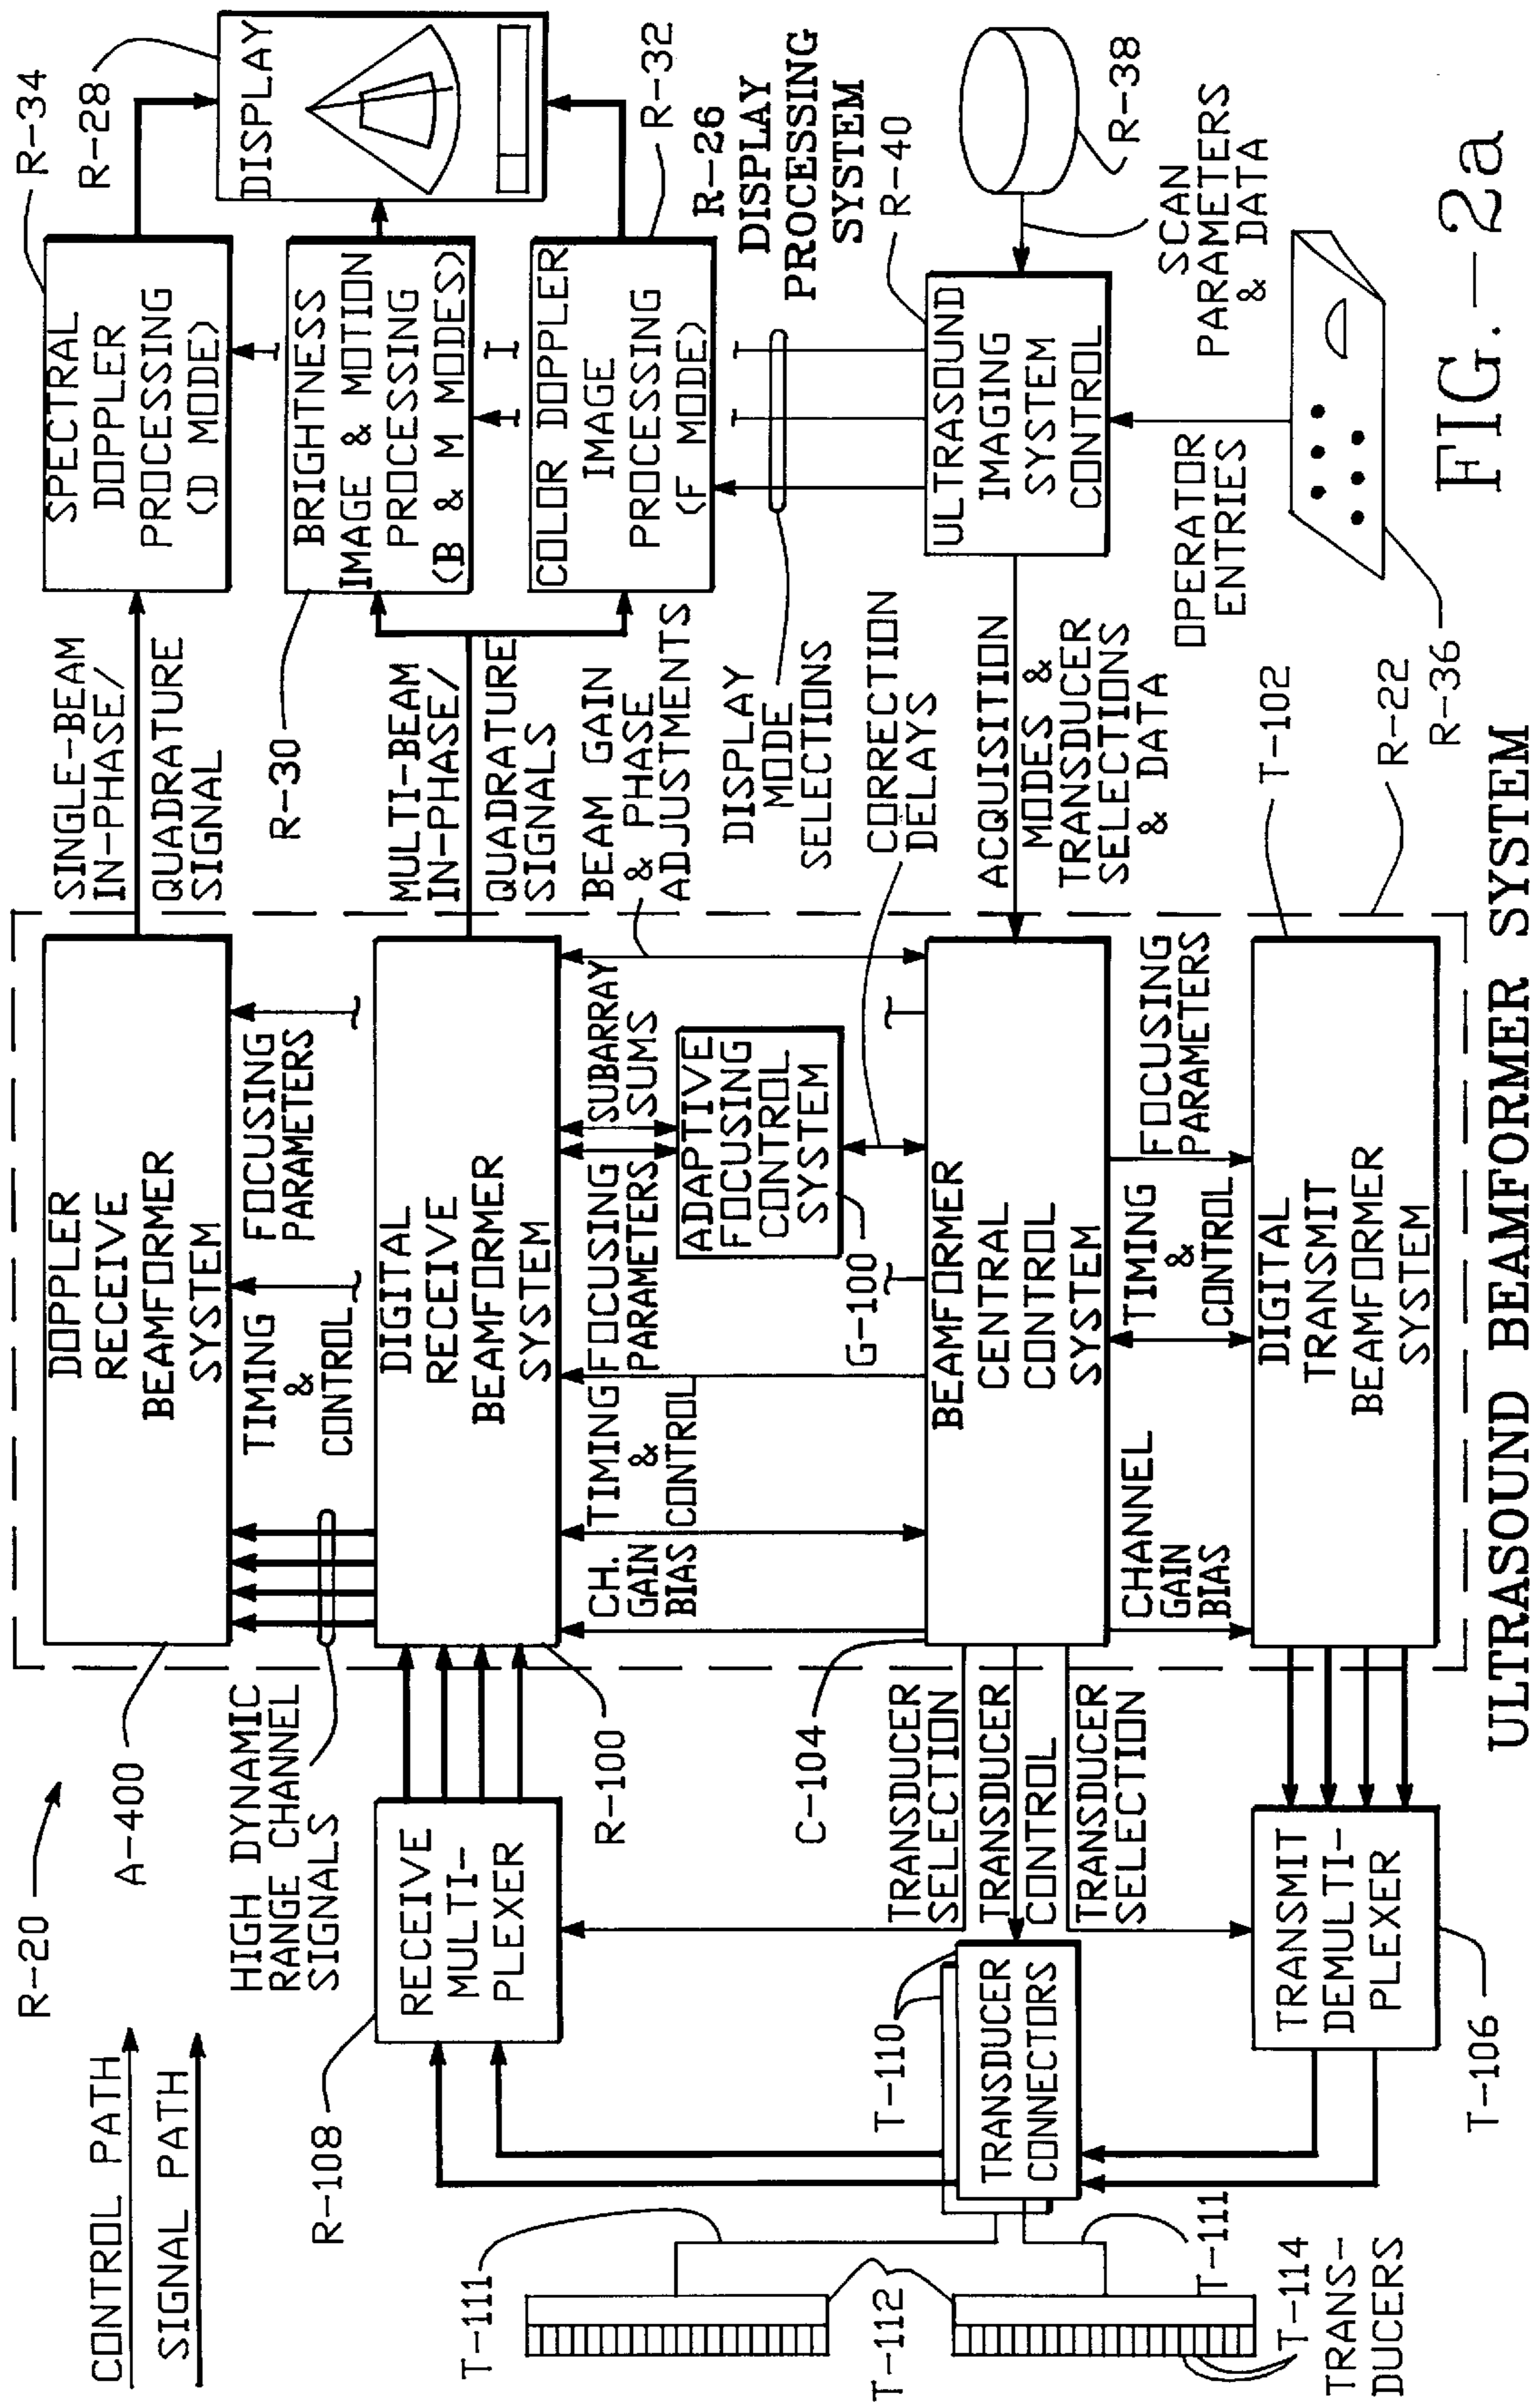 CONTROL PATH
SIGNAL PATH
R-20
A-400
HIGH DYNAMIC
RANGE CHANNEL
SIGNALS
DOPPLER
RECEIVE
BEAMFORMER
SYSTEM
TIMING
&
CONTROL
FOCUSING
PARAMETERS
SINGLE-BEAM
IN-PHASE/
QUADRATURE
SIGNAL
SPECTRAL
DOPPLER
PROCESSING
(D MODE)
R-34
R-28
DISPLAY
R-108
RECEIVE
MULTI-
PLEXER
R-100
DIGITAL
RECEIVE
BEAMFORMER
SYSTEM
MULTI-BEAM
IN-PHASE/
QUADRATURE
SIGNALS
R-30
BRIGHTNESS
IMAGE & MOTION
PROCESSING
(B & M MODES)
COLOR DOPPLER
IMAGE
PROCESSING
(F MODE)
R-32
R-26
DISPLAY
PROCESSING
SYSTEM
CH.
GAIN
BIAS
TIMING
&
CONTROL
FOCUSING
PARAMETERS
SUBARRAY
SUMS
BEAM GAIN
& PHASE
ADJUSTMENTS
ADAPTIVE
FOCUSING
CONTROL
SYSTEM
G-100
DISPLAY
MODE
SELECTIONS
CORRECTION
DELAYS
R-40
R-38
T-111
T-112
T-110
TRANSDUCER
CONNECTORS
C-104
TRANSDUCER
SELECTION
TRANSDUCER
CONTROL
TRANSDUCER
SELECTION
BEAMFORMER
CENTRAL
CONTROL
SYSTEM
ACQUISITION
MODES &
TRANSDUCER
SELECTIONS
& DATA
ULTRASOUND
IMAGING
SYSTEM
CONTROL
SCAN
PARAMETERS
& DATA
CHANNEL
GAIN
BIAS
TIMING
&
CONTROL
FOCUSING
PARAMETERS
OPERATOR
ENTRIES
T-111
T-114
TRANS-
DUCERS
TRANSMIT
DEMULTI-
PLEXER
T-106
DIGITAL
TRANSMIT
BEAMFORMER
SYSTEM
T-102
R-22
R-36
ULTRASOUND BEAMFORMER SYSTEM
FIG.-2a